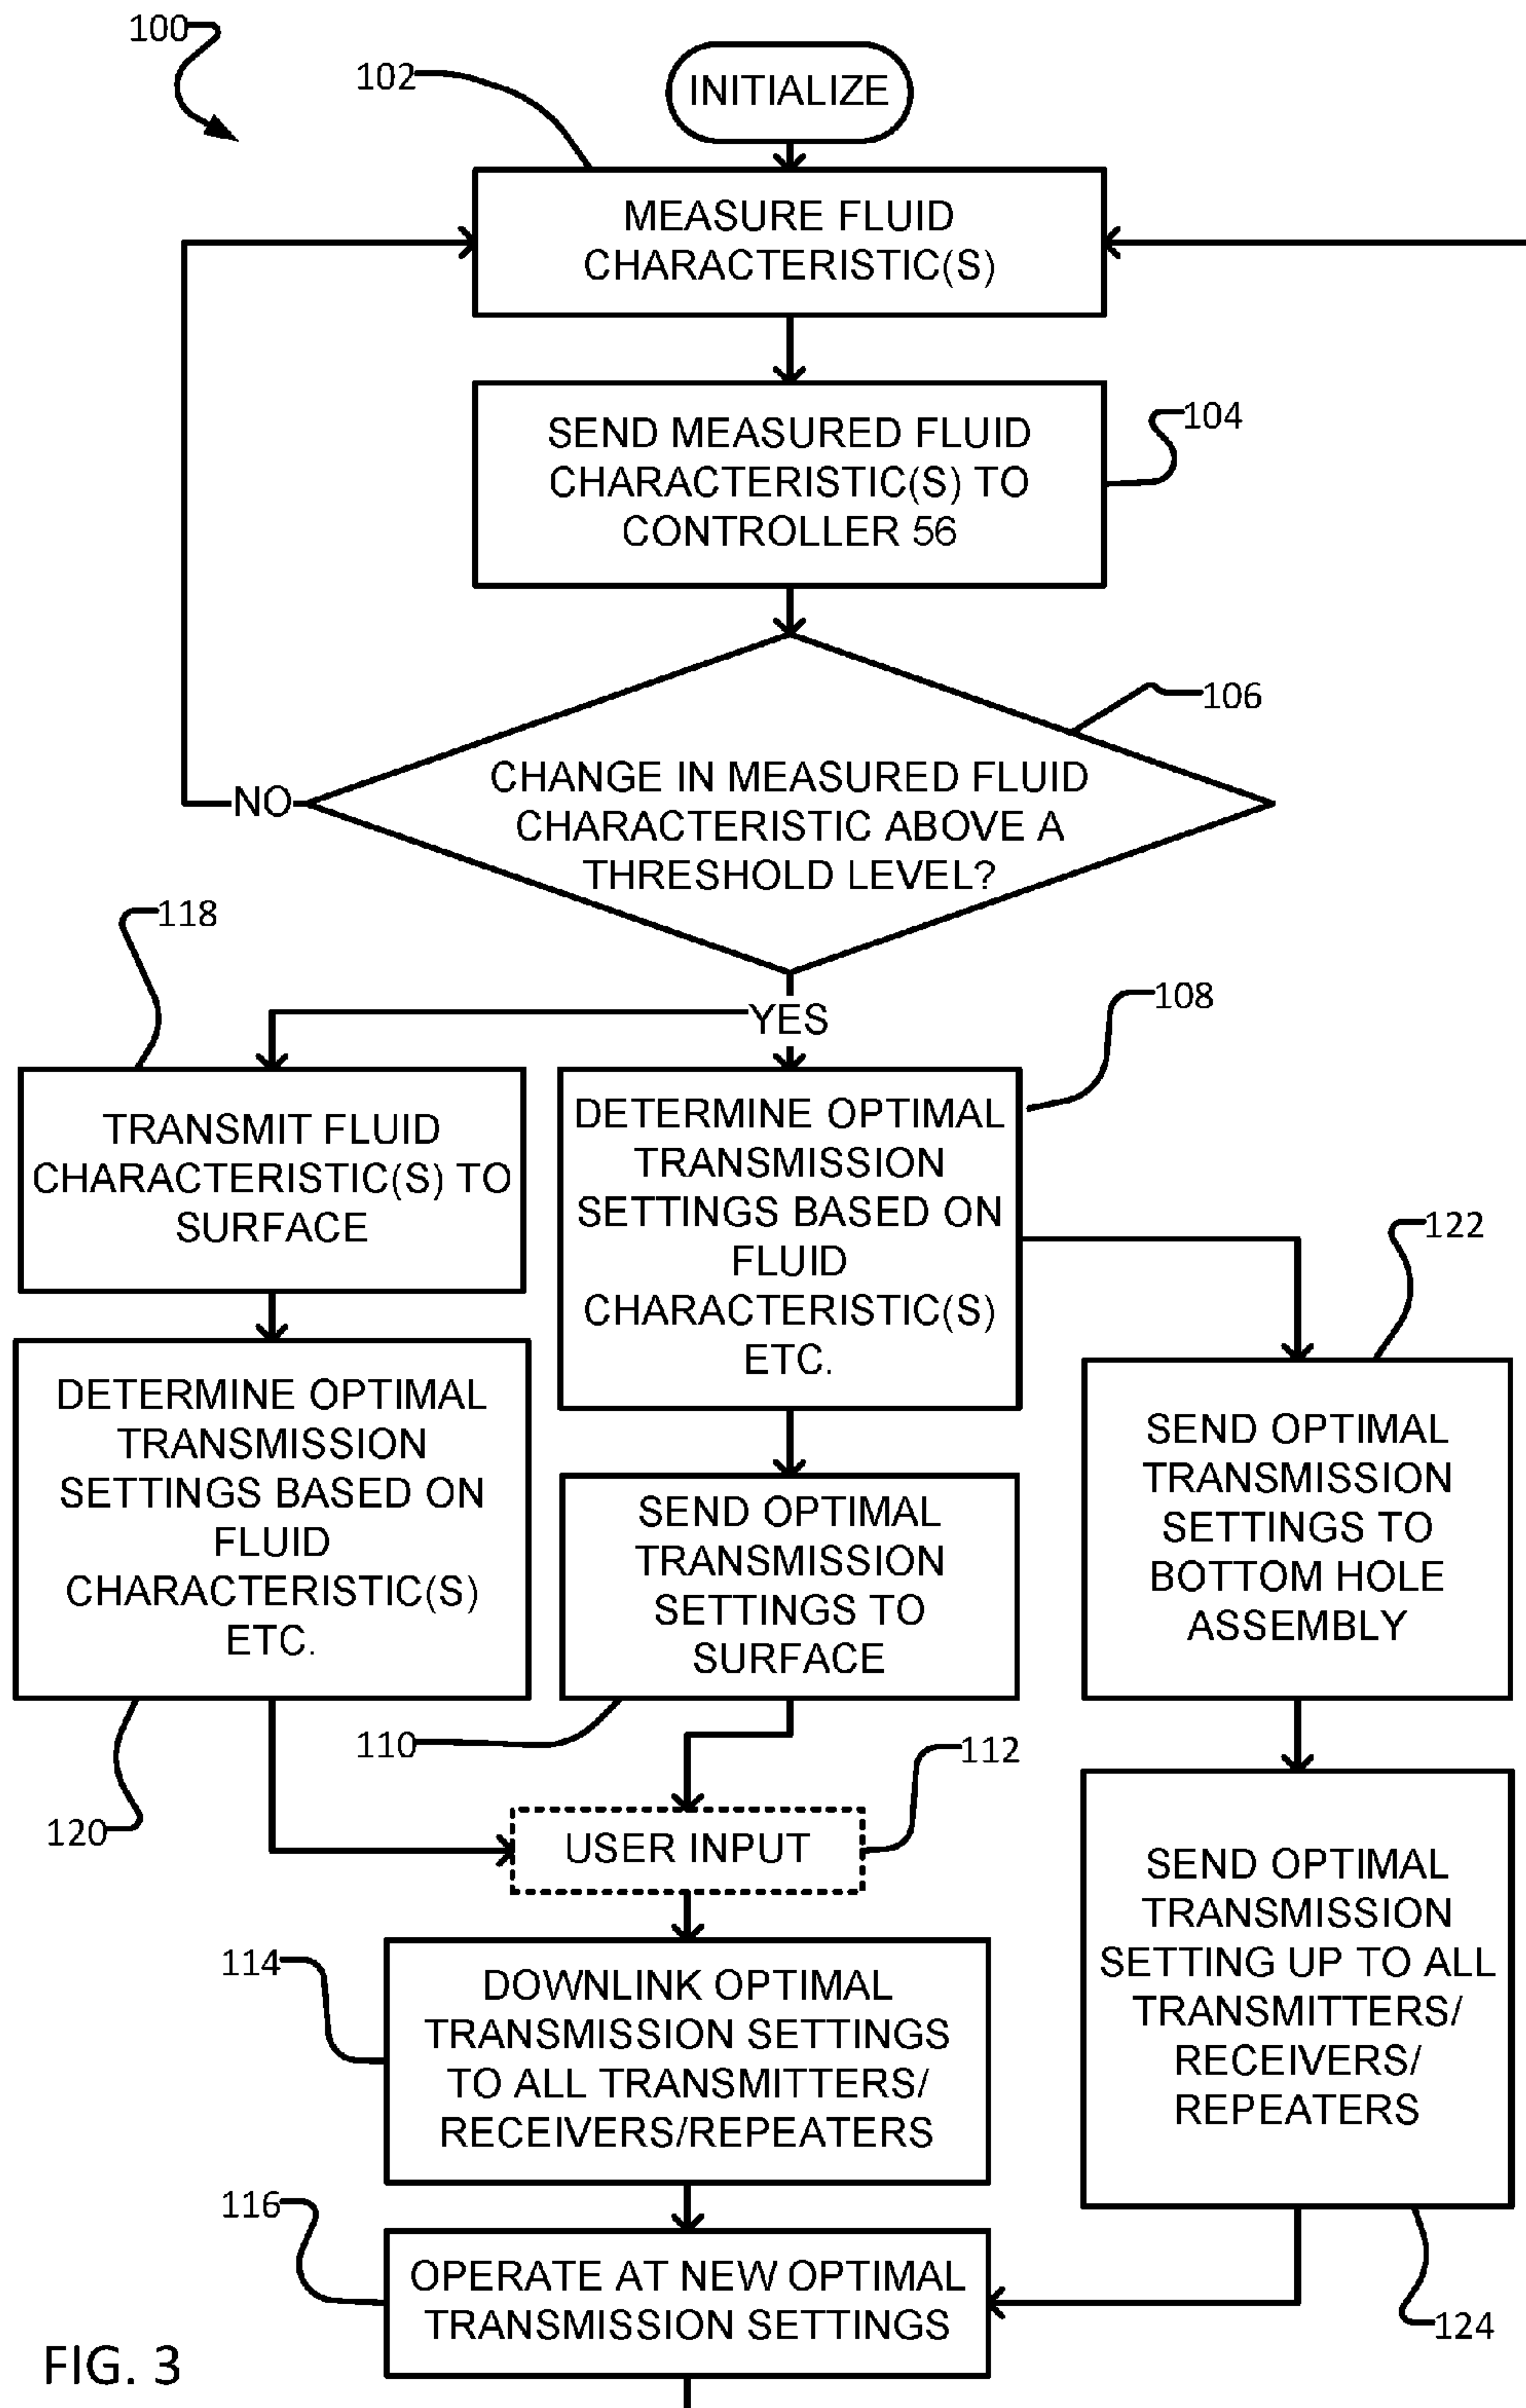 100
102
INITIALIZE
MEASURE FLUID
CHARACTERISTIC(S)
SEND MEASURED FLUID
CHARACTERISTIC(S) TO
CONTROLLER 56
104
106
CHANGE IN MEASURED FLUID
CHARACTERISTIC ABOVE A
THRESHOLD LEVEL?
NO
YES
118
108
TRANSMIT FLUID
CHARACTERISTIC(S) TO
SURFACE
DETERMINE OPTIMAL
TRANSMISSION
SETTINGS BASED ON
FLUID
CHARACTERISTIC(S)
ETC.
122
DETERMINE OPTIMAL
TRANSMISSION
SETTINGS BASED ON
FLUID
CHARACTERISTIC(S)
ETC.
SEND OPTIMAL
TRANSMISSION
SETTINGS TO
SURFACE
SEND OPTIMAL
TRANSMISSION
SETTINGS TO
BOTTOM HOLE
ASSEMBLY
120
110
112
USER INPUT
SEND OPTIMAL
TRANSMISSION
SETTING UP TO ALL
TRANSMITTERS/
RECEIVERS/
REPEATERS
114
DOWNLINK OPTIMAL
TRANSMISSION SETTINGS
TO ALL TRANSMITTERS/
RECEIVERS/REPEATERS
116
OPERATE AT NEW OPTIMAL
TRANSMISSION SETTINGS
124
FIG. 3